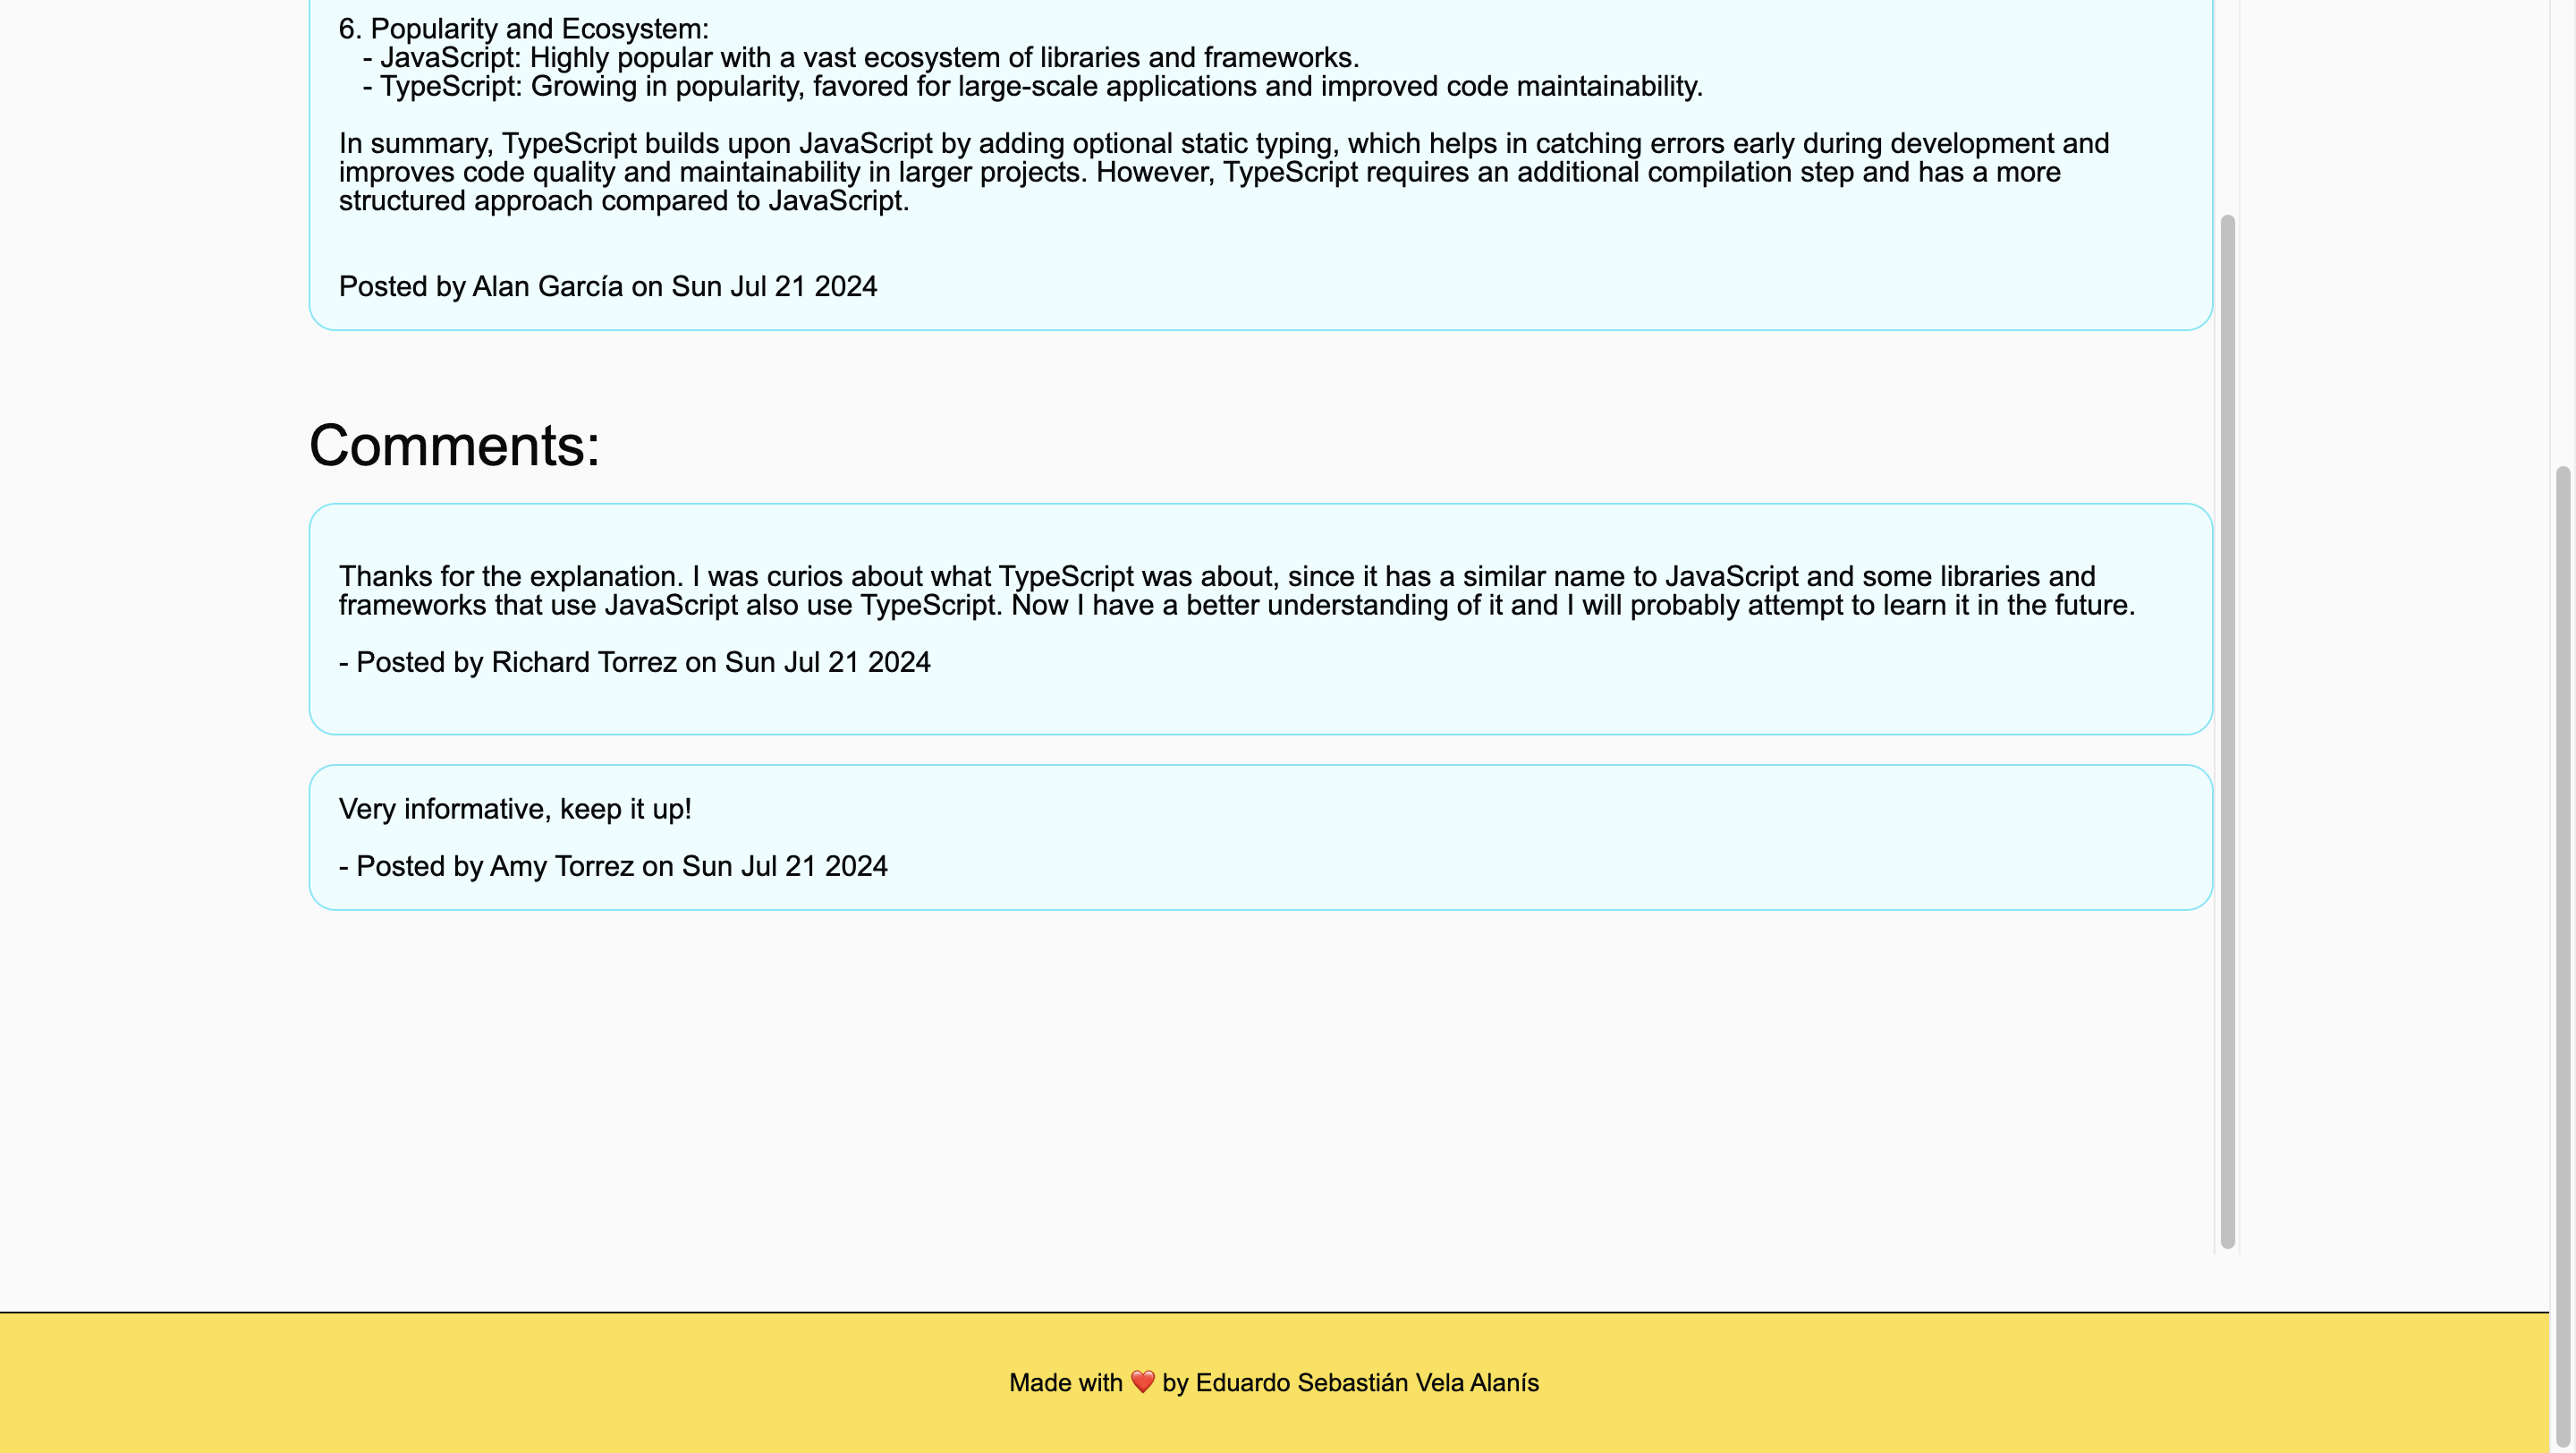 6. Popularity and Ecosystem:
- JavaScript: Highly popular with a vast ecosystem of libraries and frameworks.
- TypeScript: Growing in popularity, favored for large-scale applications and improved code maintainability.
In summary, TypeScript builds upon JavaScript by adding optional static typing, which helps in catching errors early during development and
improves code quality and maintainability in larger projects. However, TypeScript requires an additional compilation step and has a more
structured approach compared to JavaScript.
Posted by Alan García on Sun Jul 21 2024
Comments:
Thanks for the explanation. I was curios about what TypeScript was about, since it has a similar name to JavaScript and some libraries and
frameworks that use JavaScript also use TypeScript. Now I have a better understanding of it and I will probably attempt to learn it in the future.
- Posted by Richard Torrez on Sun Jul 21 2024
Very informative, keep it up!
- Posted by Amy Torrez on Sun Jul 21 2024
Made with ❤️ by Eduardo Sebastián Vela Alanís